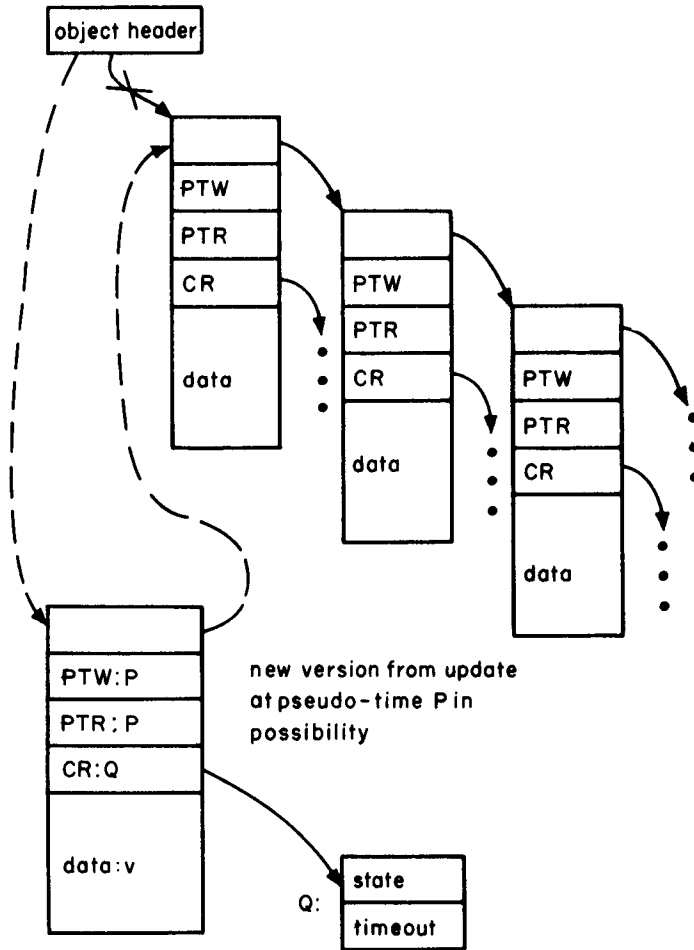 object header
PTW
PTR
CR
data
PTW
PTR
CR
data
PTW
PTR
CR
data
PTW:P
PTR:P
CR:Q
data:v
new version from update
at pseudo-time P in
possibility
Q:
state
timeout